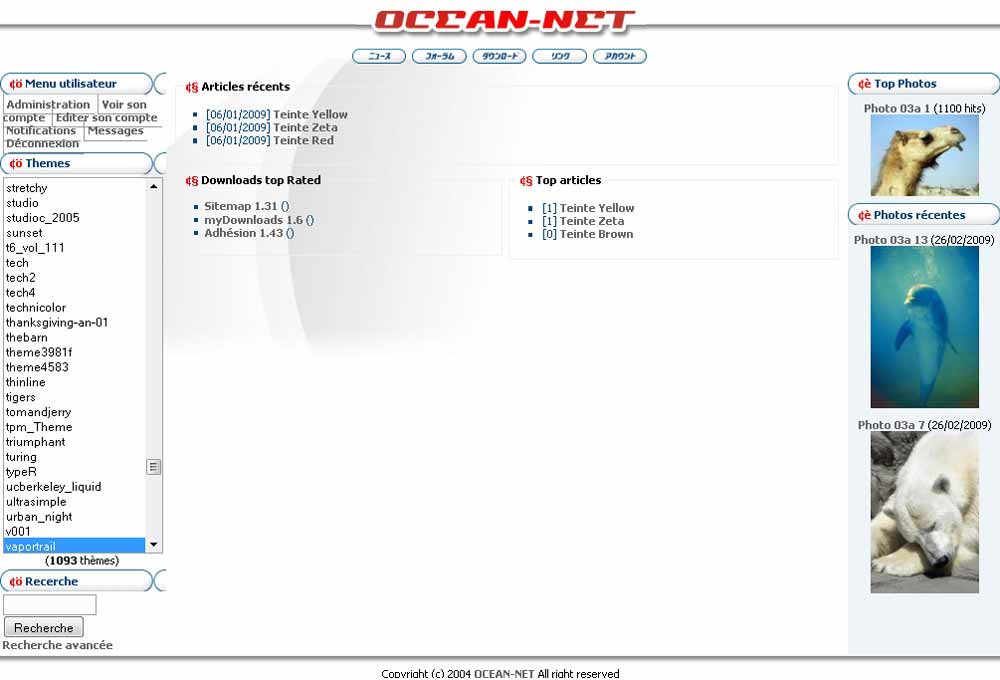 OCEAN-NET
ニュース フォーラム ダウンロード リンク アカウント
¢ö Menu utilisateur
Administration Voir son
compte Editer son compte
Notifications Messages
Déconnexion
¢ö Themes
stretchy
studio
studioc_2005
sunset
t6_vol_111
tech
tech2
tech4
technicolor
thanksgiving-an-01
thebarn
theme3981f
theme4583
thinline
tigers
tomandjerry
tpm_Theme
triumphant
turing
typeR
ucberkeley_liquid
ultrasimple
urban_night
v001
vaportrail
(1093 thèmes)
¢ö Recerche
Recherche
Recherche avancée
¢§ Articles récents
[06/01/2009] Teinte Yellow
[06/01/2009] Teinte Zeta
[06/01/2009] Teinte Red
¢§ Downloads top Rated
Sitemap 1.31 ()
myDownloads 1.6 ()
Adhésion 1.43 ()
¢§ Top articles
[1] Teinte Yellow
[1] Teinte Zeta
[0] Teinte Brown
¢è Top Photos
Photo 03a 1 (1100 hits)
¢è Photos récentes
Photo 03a 13 (26/02/2009)
Photo 03a 7 (26/02/2009)
Copyright (c) 2004 OCEAN-NET All right reserved